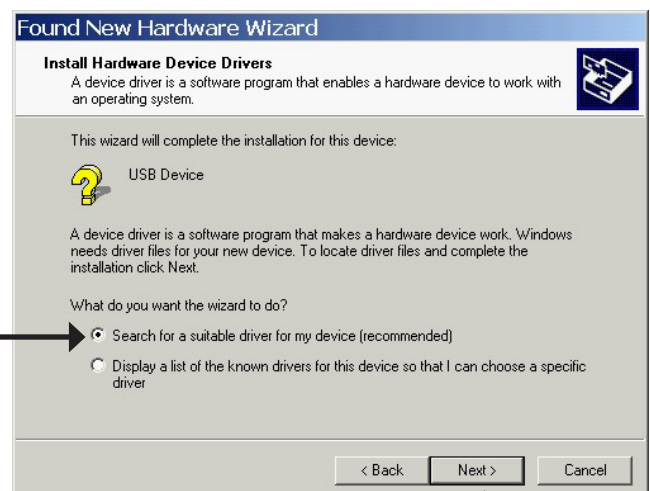 Found New Hardware Wizard
Install Hardware Device Drivers
A device driver is a software program that enables a hardware device to work with
an operating system.
This wizard will complete the installation for this device:
USB Device
A device driver is a software program that makes a hardware device work. Windows
needs driver files for your new device. To locate driver files and complete the
installation click Next.
What do you want the wizard to do?
Search for a suitable driver for my device (recommended)
Display a list of the known drivers for this device so that I can choose a specific
driver
< Back Next > Cancel